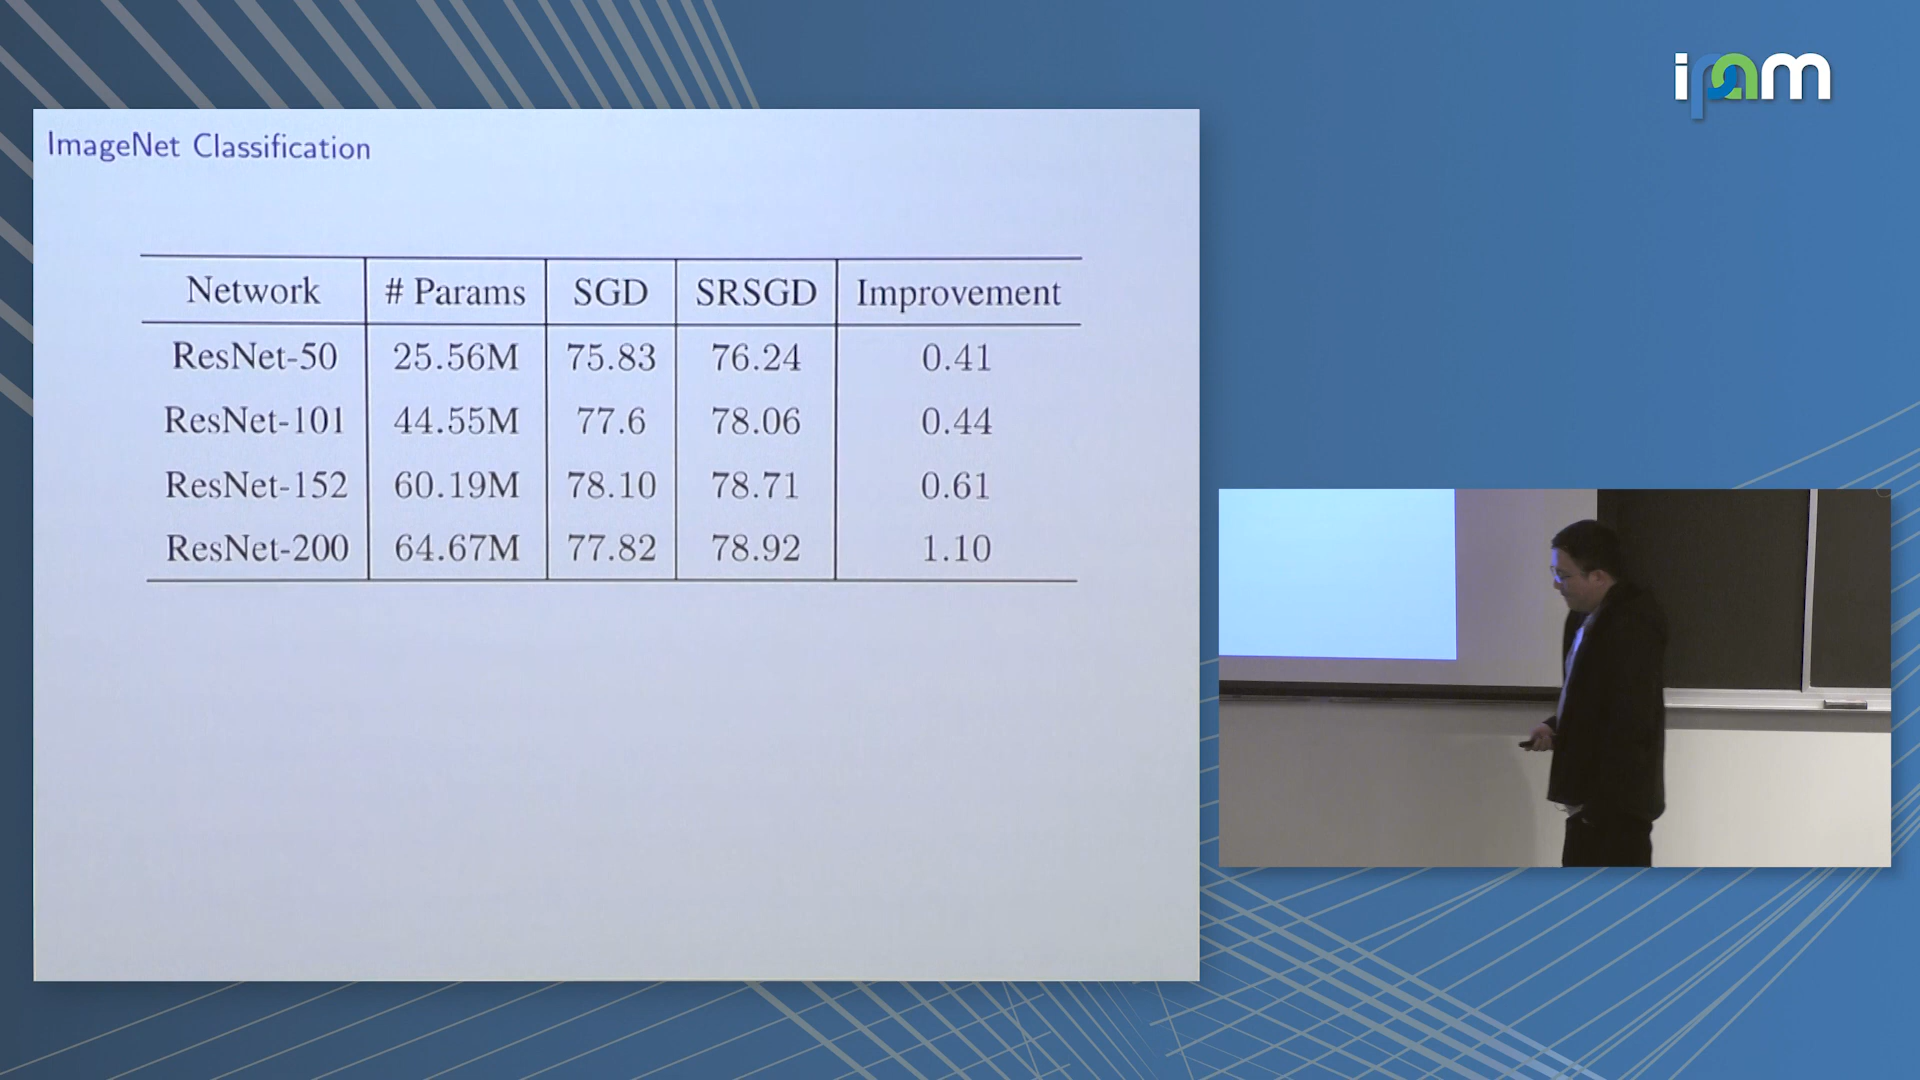 ipam
ImageNet Classification
Network # Params SGD SRSGD Improvement
ResNet-50 25.56M 75.83 76.24 0.41
ResNet-101 44.55M 77.6 78.06 0.44
ResNet-152 60.19M 78.10 78.71 0.61
ResNet-200 64.67M 77.82 78.92 1.10